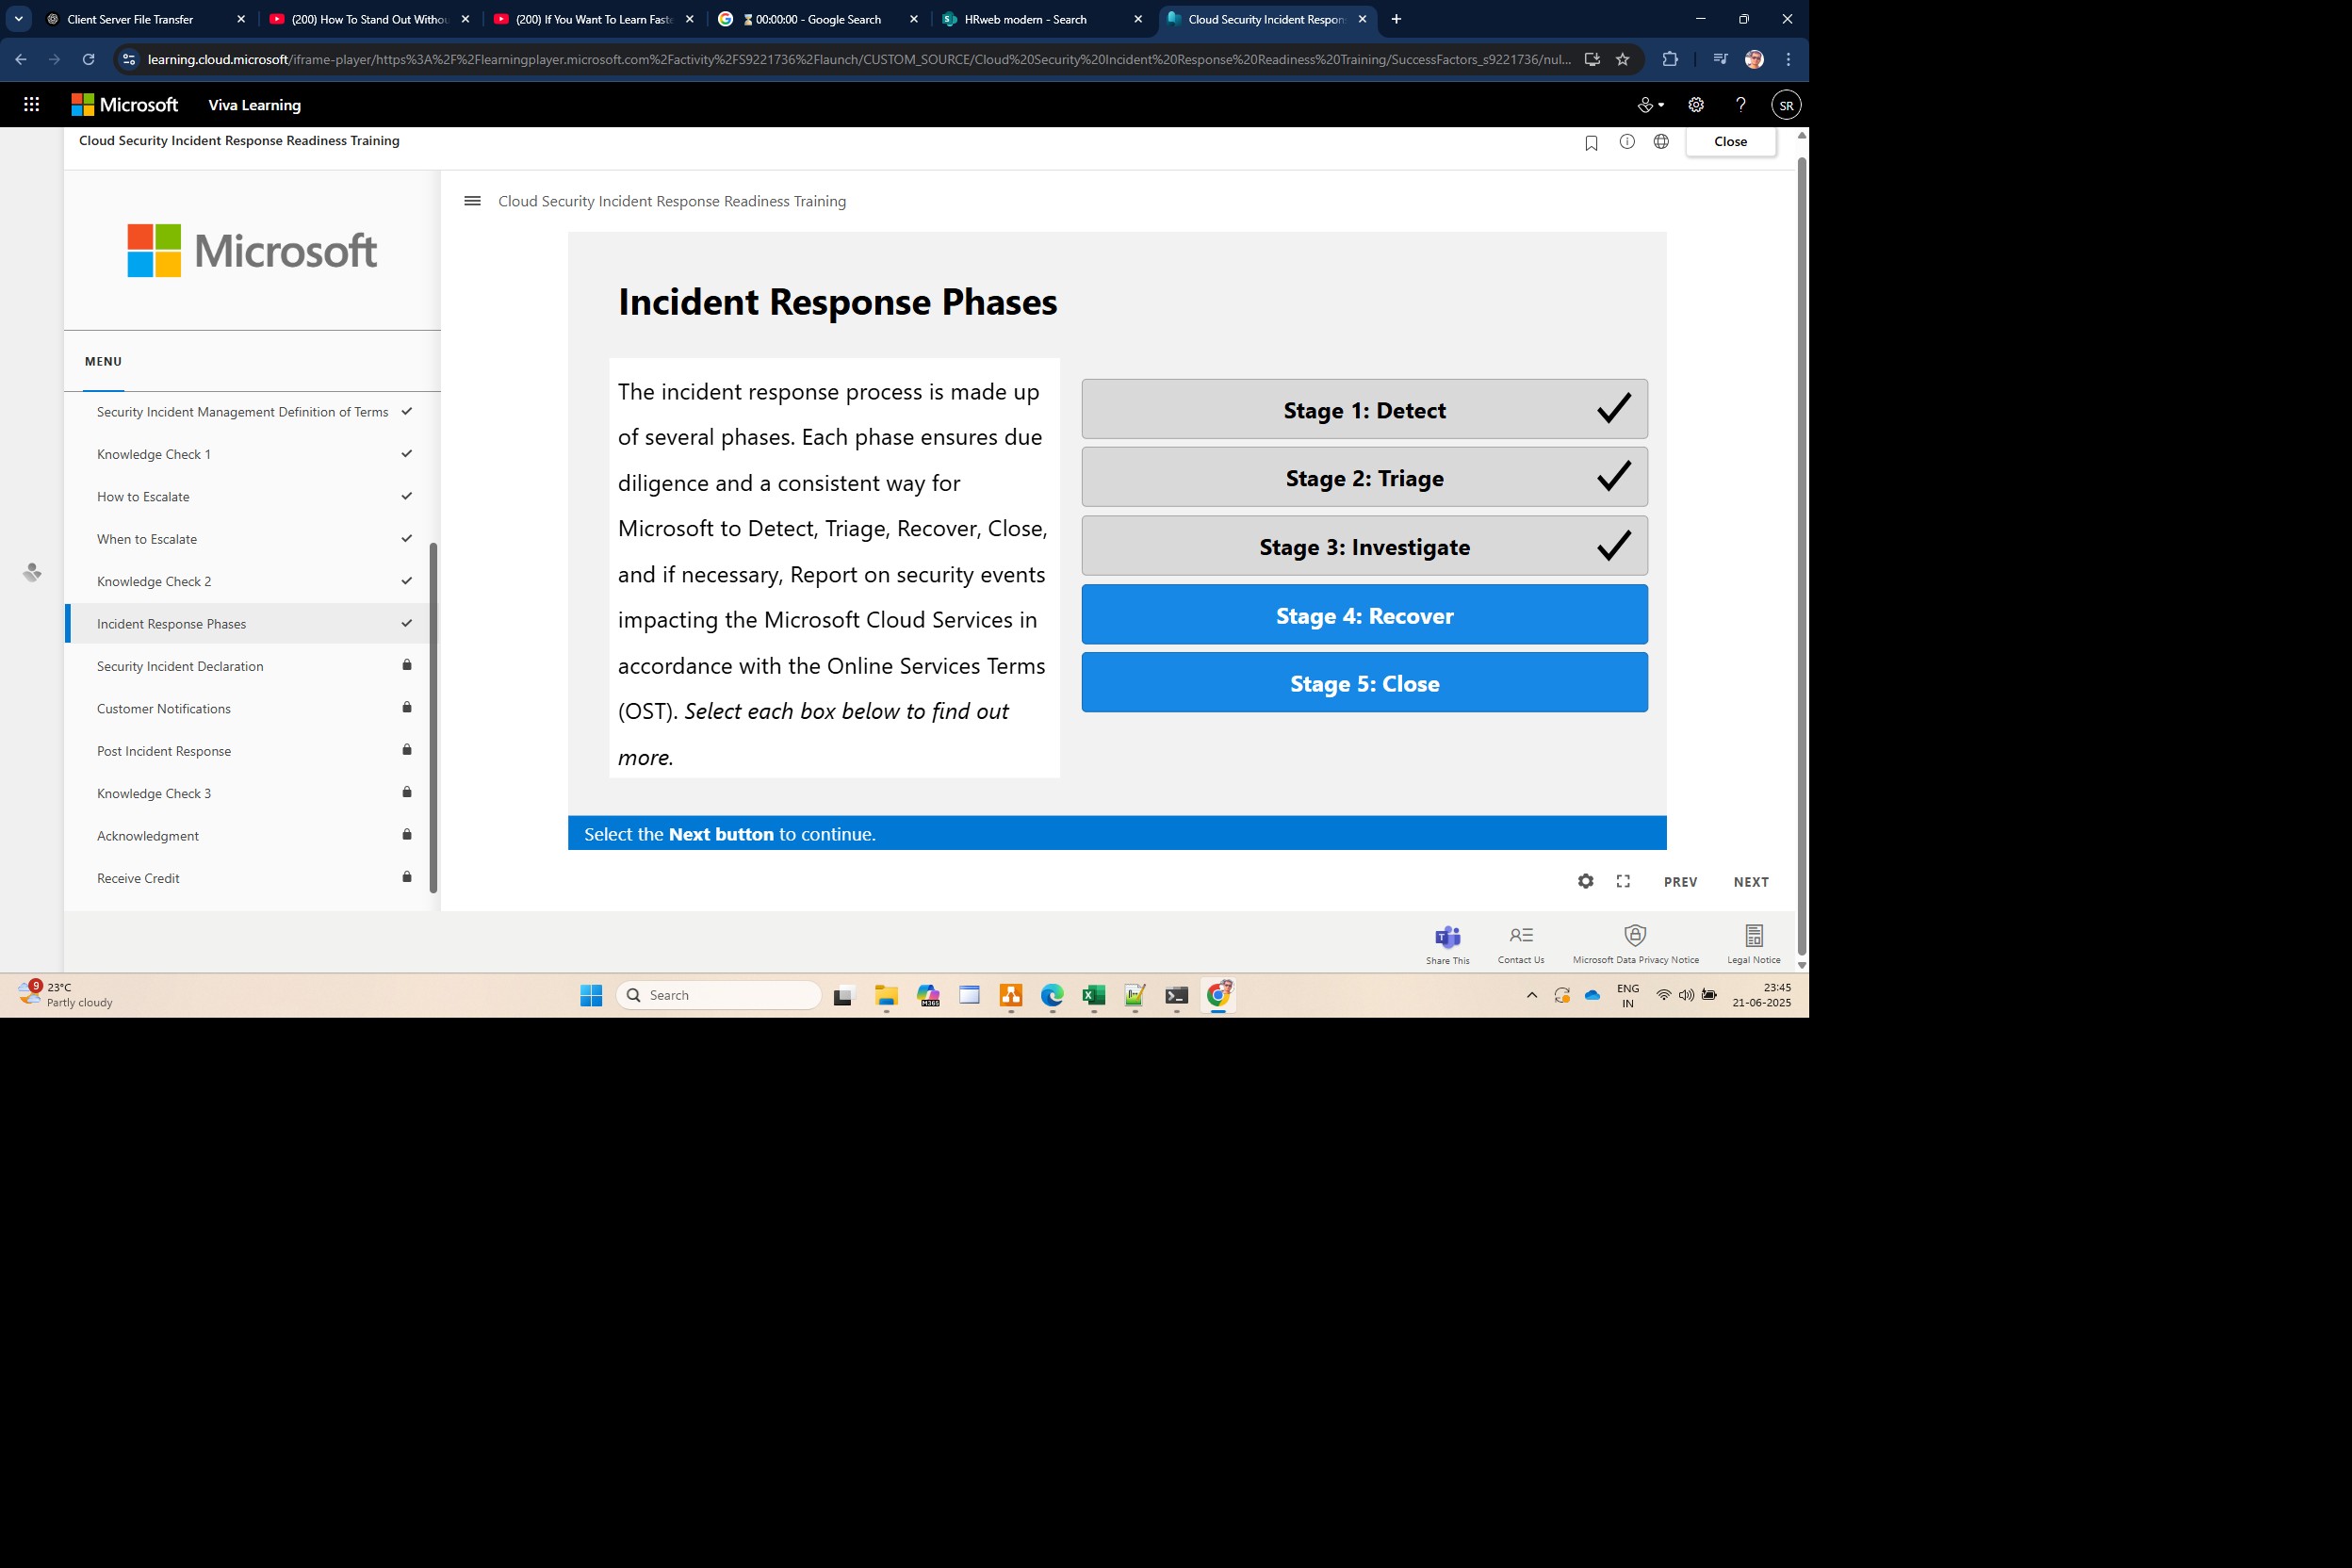 Client Server File Transfer
(200) How To Stand Out Withou
(200) If You Want To Learn Faste
00:00:00 - Google Search
HRweb modern - Search
Cloud Security Incident Respon
learning.cloud.microsoft/iframe-player/https%3A%2F%2Flearningplayer.microsoft.com%2Factivity%2FS9221736%2Flaunch/CUSTOM_SOURCE/Cloud%20Security%20Incident%20Response%20Readiness%20Training/SuccessFactors_s9221736/nul...
Microsoft
Viva Learning
SR
Cloud Security Incident Response Readiness Training
Close
Microsoft
MENU
Security Incident Management Definition of Terms
Knowledge Check 1
How to Escalate
When to Escalate
Knowledge Check 2
Incident Response Phases
Security Incident Declaration
Customer Notifications
Post Incident Response
Knowledge Check 3
Acknowledgment
Receive Credit
Cloud Security Incident Response Readiness Training
Incident Response Phases
The incident response process is made up
of several phases. Each phase ensures due
diligence and a consistent way for
Microsoft to Detect, Triage, Recover, Close,
and if necessary, Report on security events
impacting the Microsoft Cloud Services in
accordance with the Online Services Terms
(OST). Select each box below to find out
more.
Stage 1: Detect
Stage 2: Triage
Stage 3: Investigate
Stage 4: Recover
Stage 5: Close
Select the Next button to continue.
PREV
NEXT
Share This
Contact Us
Microsoft Data Privacy Notice
Legal Notice
9
23°C
Partly cloudy
Search
M365
ENG
IN
23:45
21-06-2025